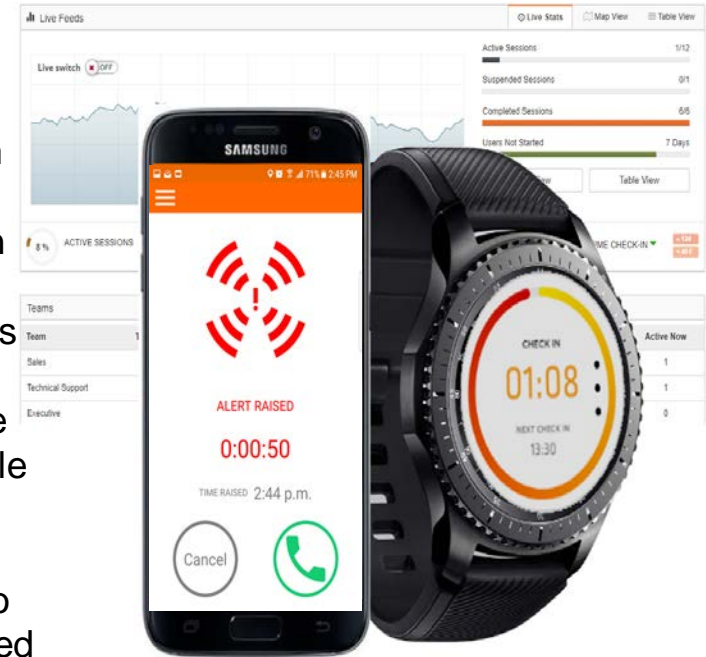 Live Feeds
Live Stats
Map View
Table View
Live switch
OFF
Active Sessions 1/12
Suspended Sessions 0/1
Completed Sessions 6/6
Users Not Started 7 Days
Table View
8 % ACTIVE SESSIONS
CHECK-IN
Teams
Team
Active Now
Sales 1
Technical Support 1
Executive 0
SAMSUNG
71% 2:45 PM
!
ALERT RAISED
0:00:50
TIME RAISED 2:44 p.m.
Cancel
CHECK IN
01:08
NEXT CHECK IN
13:30